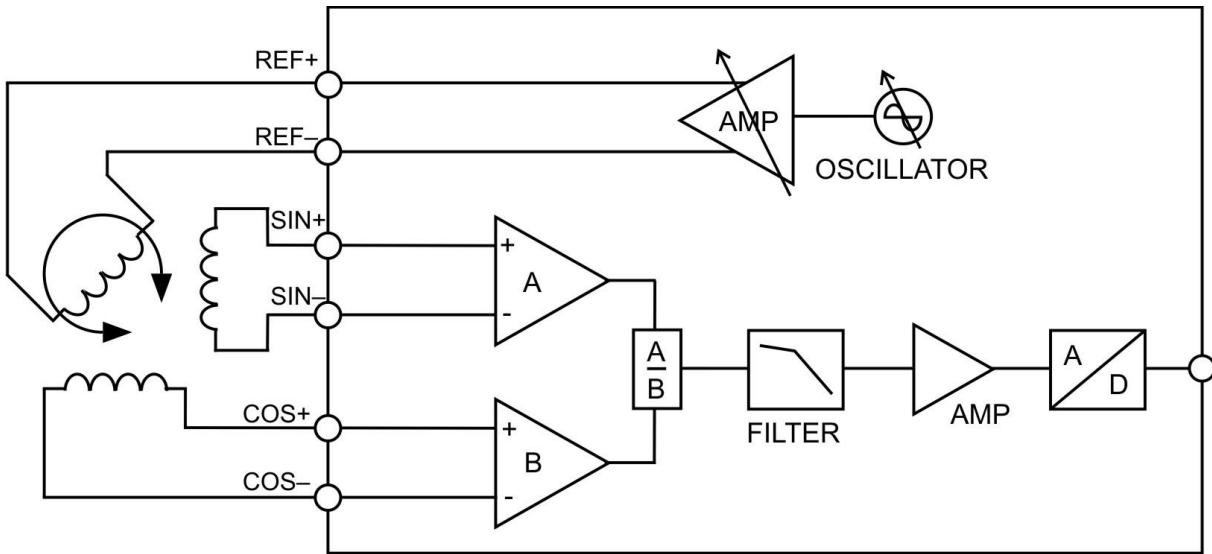 REF+
REF–
AMP
OSCILLATOR
SIN+
SIN–
+
A
-
A
B
FILTER
AMP
A
D
COS+
COS–
+
B
-